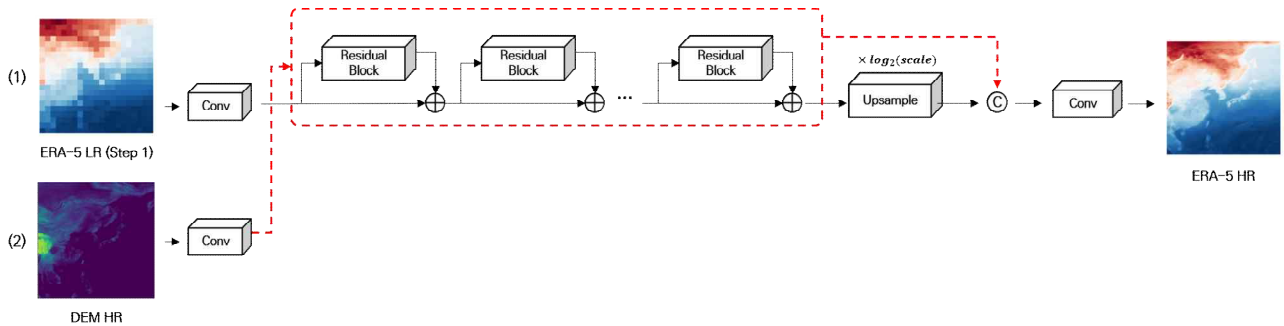 (1)
ERA-5 LR (Step 1)
Conv
Residual
Block
Residual
Block
...
Residual
Block
× log₂(scale)
Upsample
C
Conv
ERA-5 HR
(2)
Conv
DEM HR